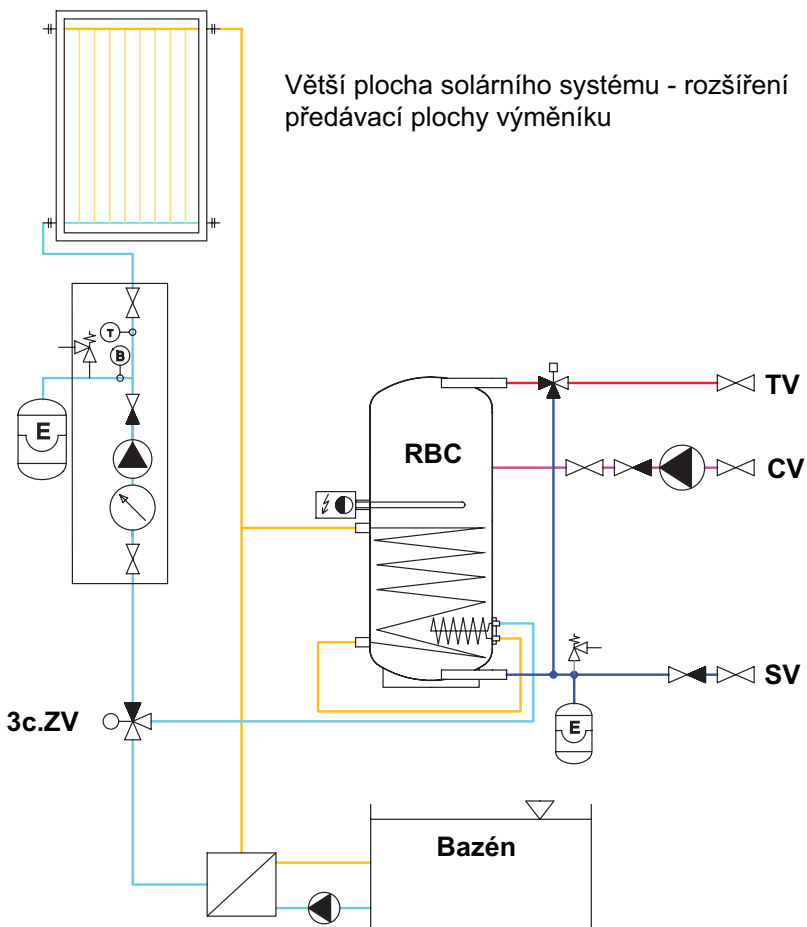 Větší plocha solárního systému - rozšíření
předávací plochy výměníku
T
B
E
TV
RBC
CV
SV
3c.ZV
E
Bazén